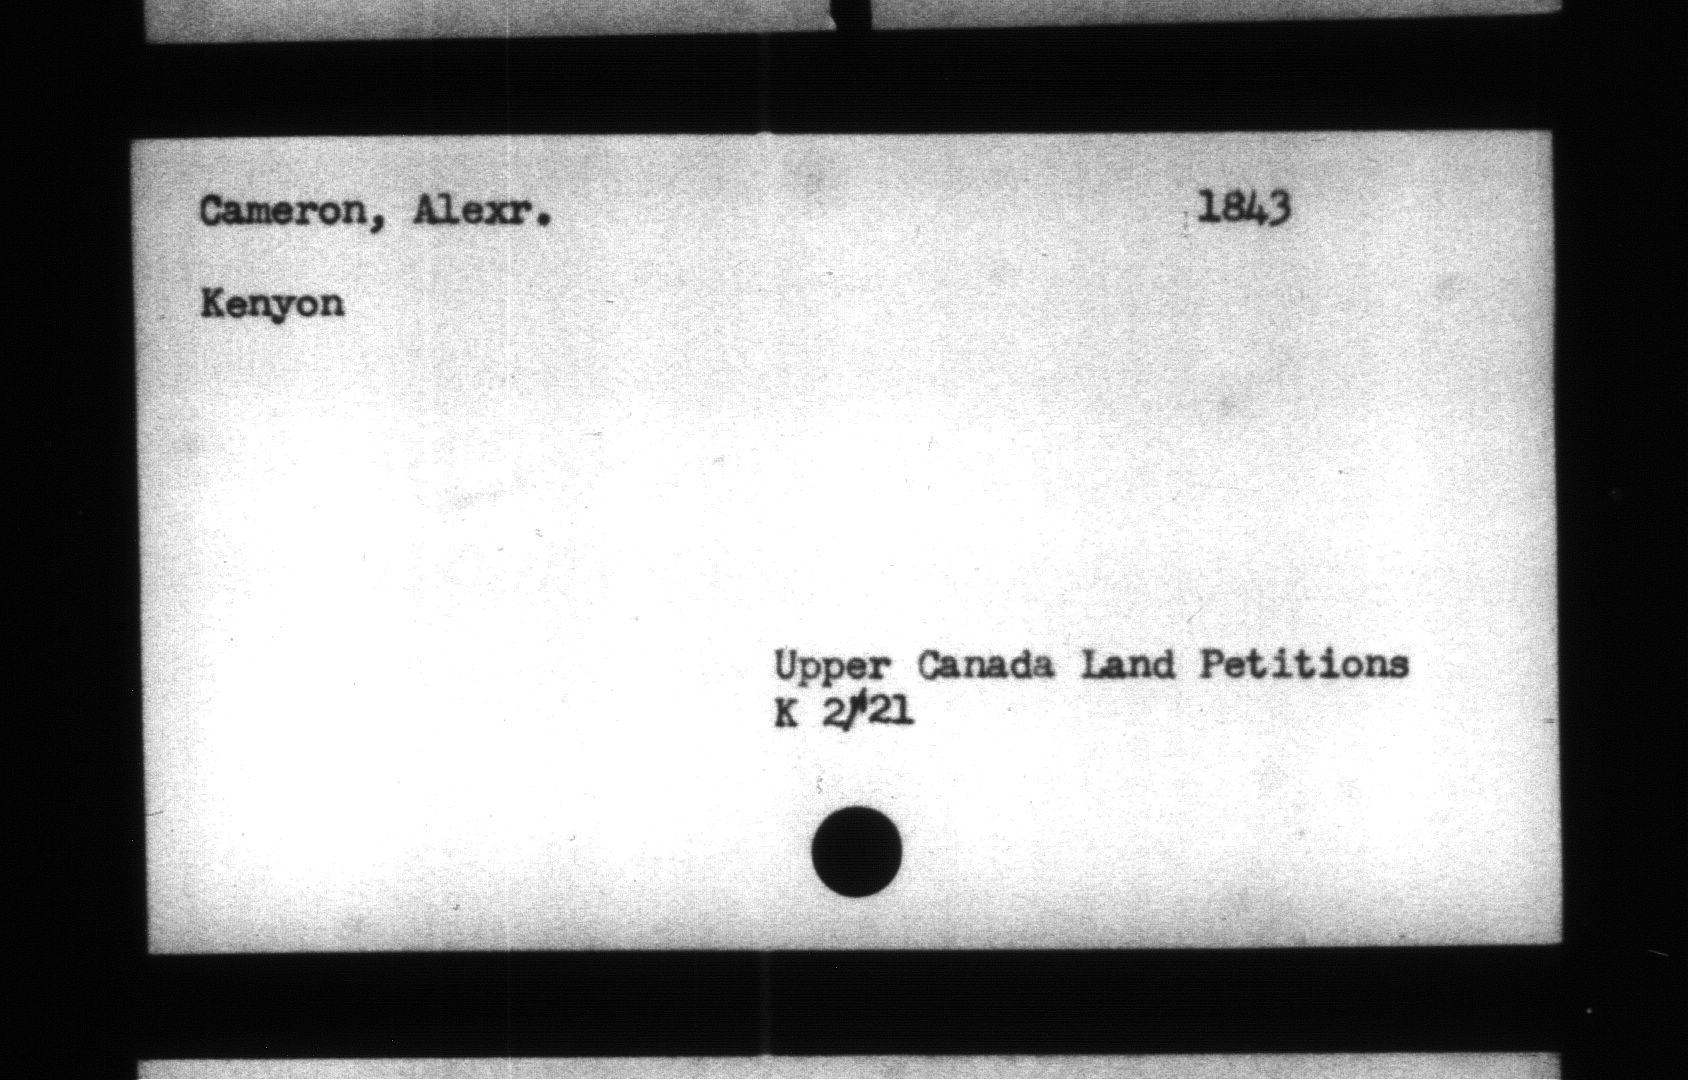 Cameron, Alexr. 1843
Kenyon
Upper Canada Land Petitions
K 2/21